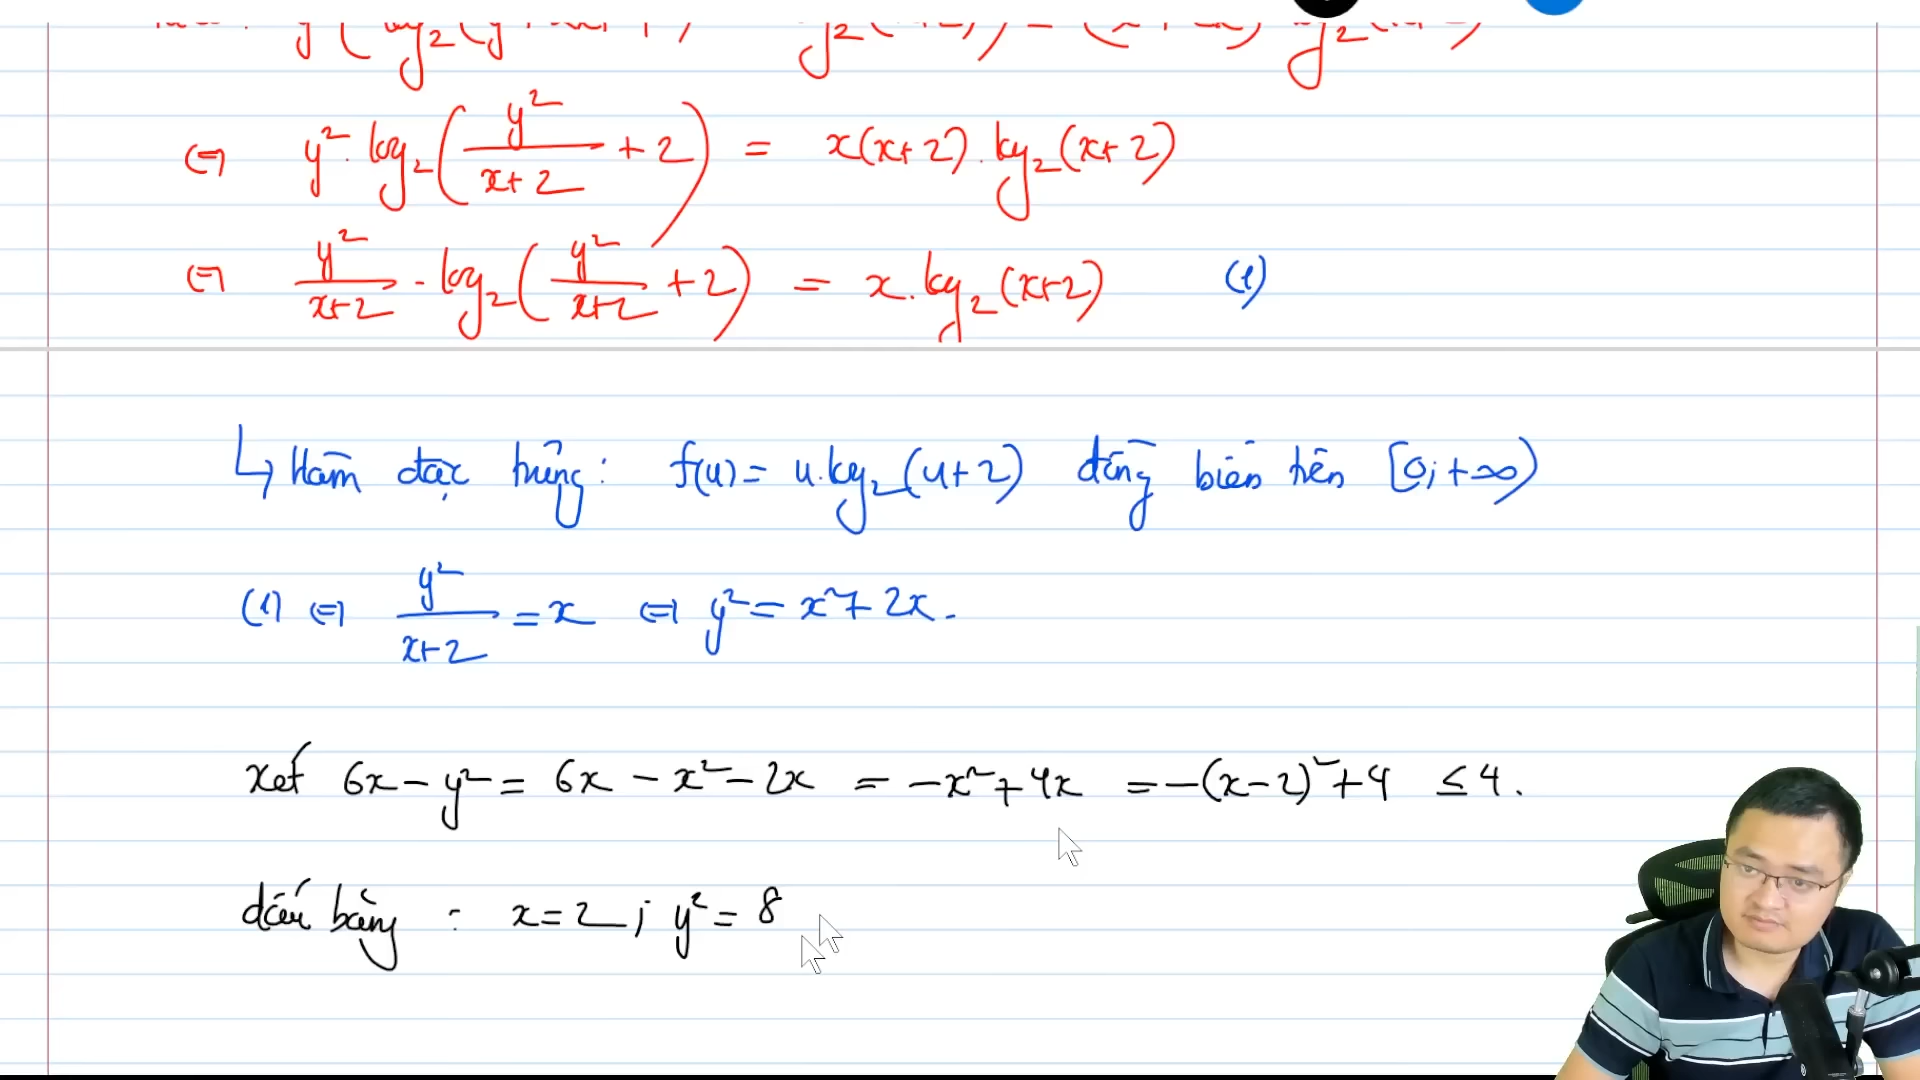 ⇔ y². log₂(y²/(x+2) + 2) = x(x+2). log₂(x+2)
⇔ y²/(x+2) . log₂(y²/(x+2) + 2) = x. log₂(x+2) (1)
↳ Hàm đặc trưng: f(u) = u. log₂(u+2) đồng biến trên [0; +∞)
(1) ⇔ y²/(x+2) = x ⇔ y² = x² + 2x.
Xét 6x − y² = 6x − x² − 2x = −x² + 4x = −(x−2)² + 4 ≤ 4.
dấu bằng : x = 2 ; y² = 8